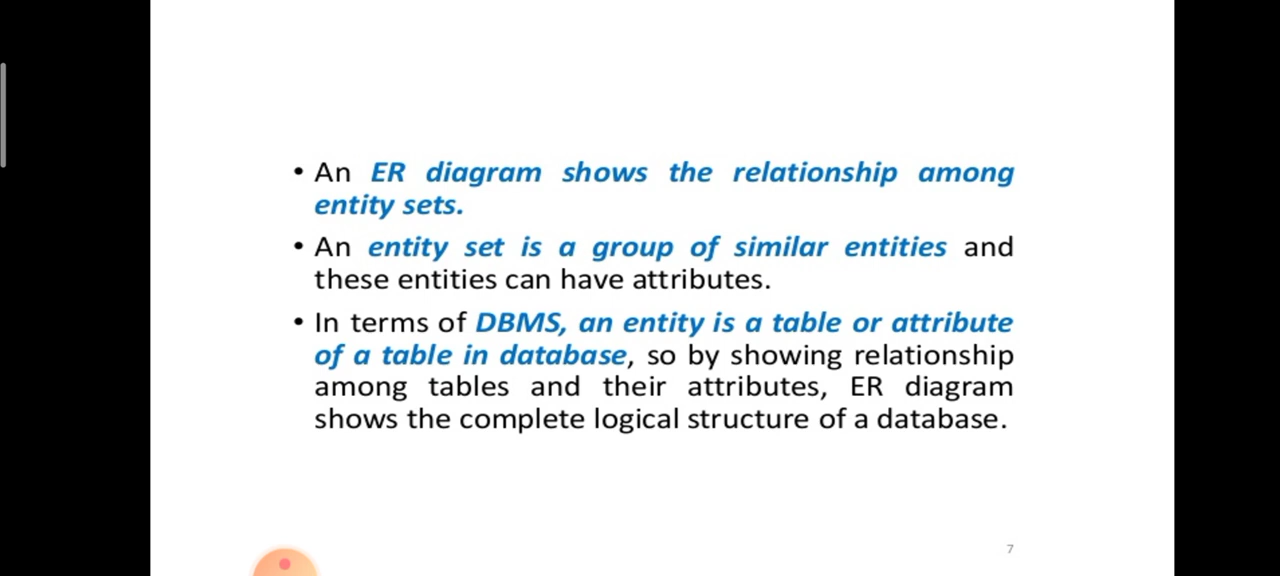 • An ER diagram shows the relationship among
entity sets.
• An entity set is a group of similar entities and
these entities can have attributes.
• In terms of DBMS, an entity is a table or attribute
of a table in database, so by showing relationship
among tables and their attributes, ER diagram
shows the complete logical structure of a database.
7